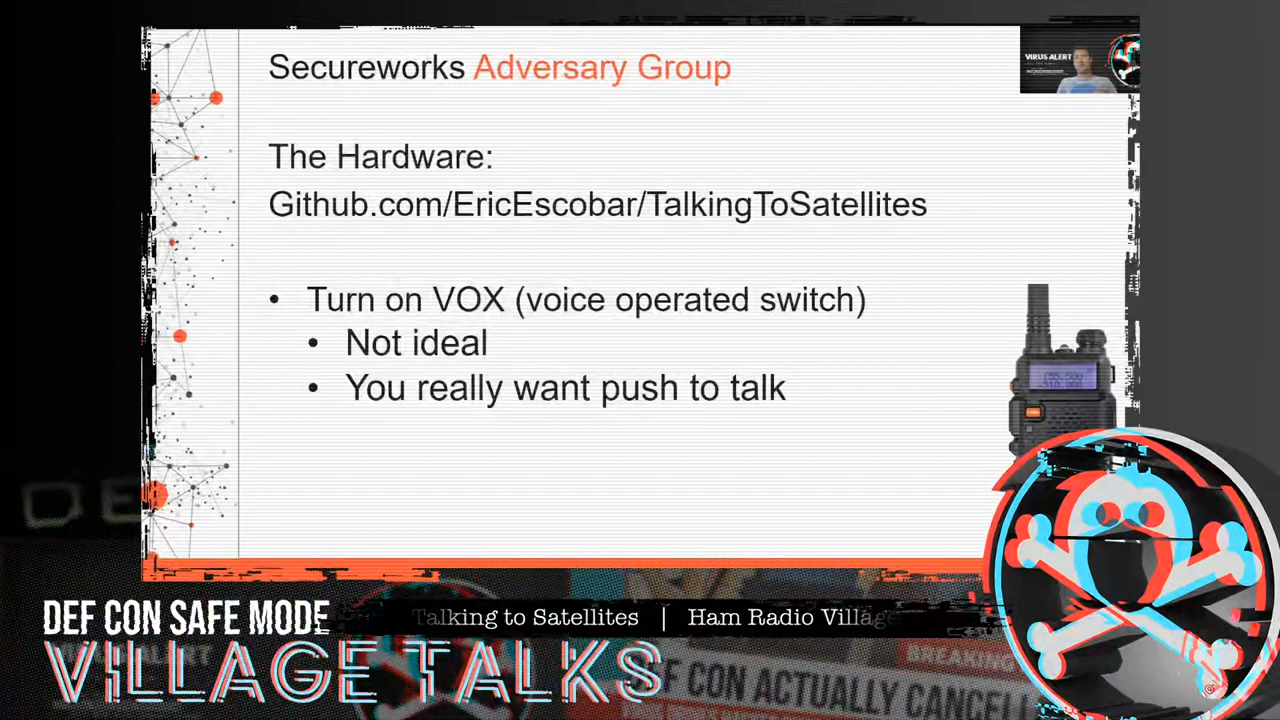 Secureworks Adversary Group
VIRUS ALERT
The Hardware:
Github.com/EricEscobar/TalkingToSatellites
• Turn on VOX (voice operated switch)
• Not ideal
• You really want push to talk
DEF CON SAFE MODE
Talking to Satellites | Ham Radio Village
VILLAGE TALKS
BREAKING
DEF CON ACTUALLY CANCELL